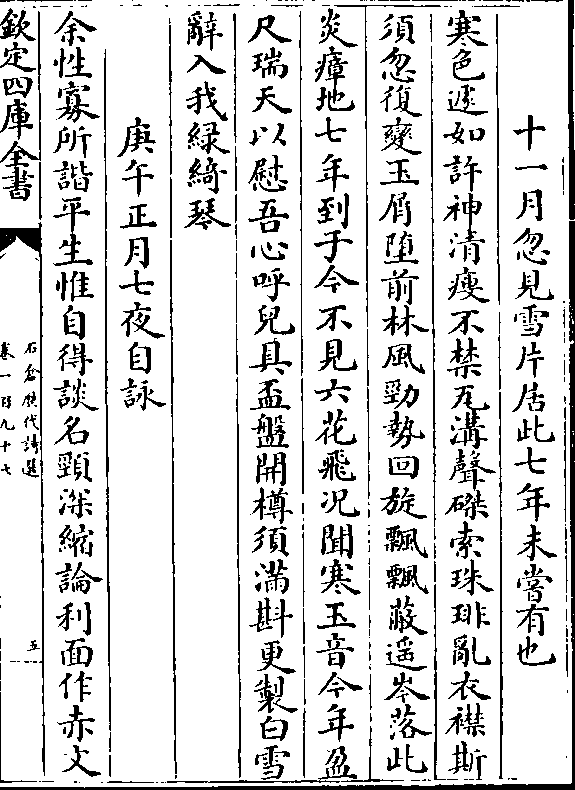 十一月忽見雪片居此七年未嘗有也
寒色遽如許神清瘦不禁瓦溝聲磔索珠琲亂衣襟斯
須忽復變玉屑墮前林風勁勢回旋飄飄蔽遥岑落此
炎瘴地七年到于今不見六花飛况聞寒玉音今年盈
尺瑞天以慰吾心呼兒具盃盤開樽須滿斟更製白雪
辭入我緑綺琴
庚午正月七夜自詠
余性寡所諧平生惟自得談名頸深縮論利面作赤文
欽定四庫全書
石倉歴代詩選
卷一百九十七
五